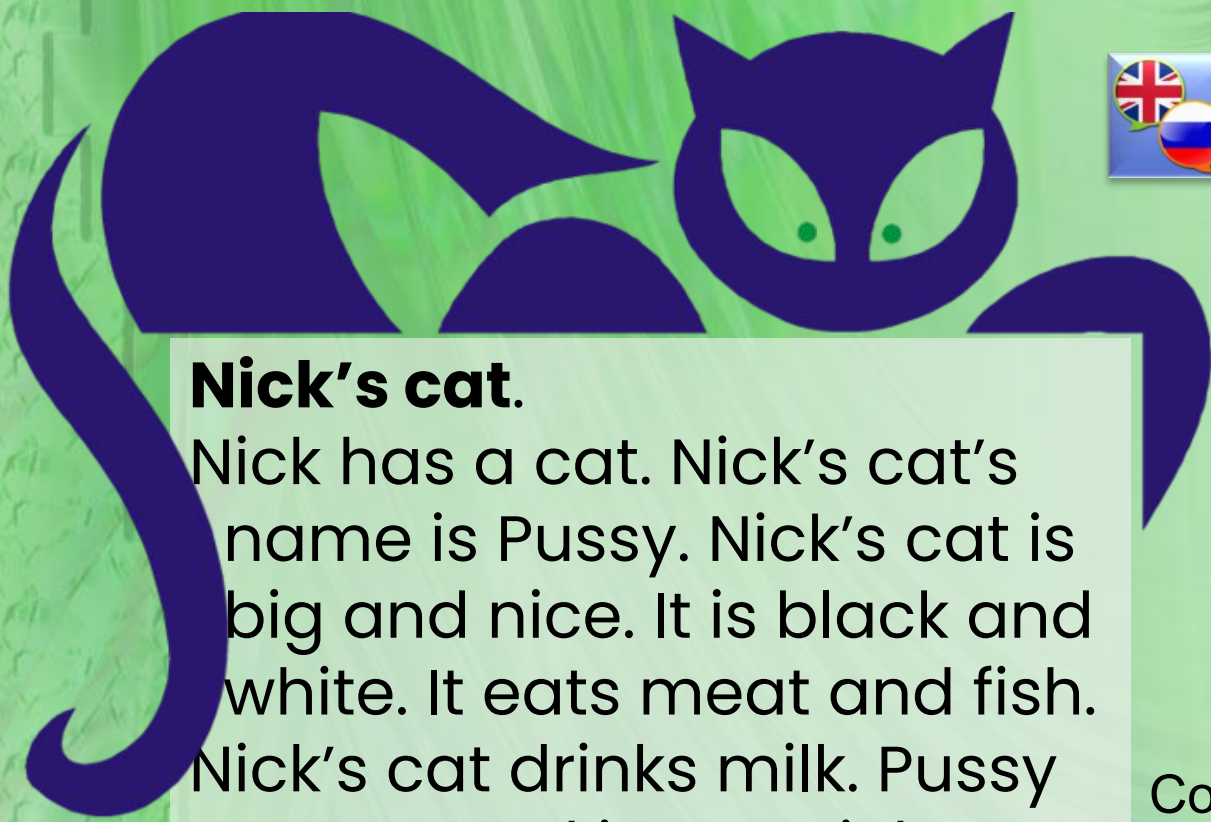 Nick’s cat.
Nick has a cat. Nick’s cat’s
name is Pussy. Nick’s cat is
big and nice. It is black and
white. It eats meat and fish.
Nick’s cat drinks milk. Pussy
Co